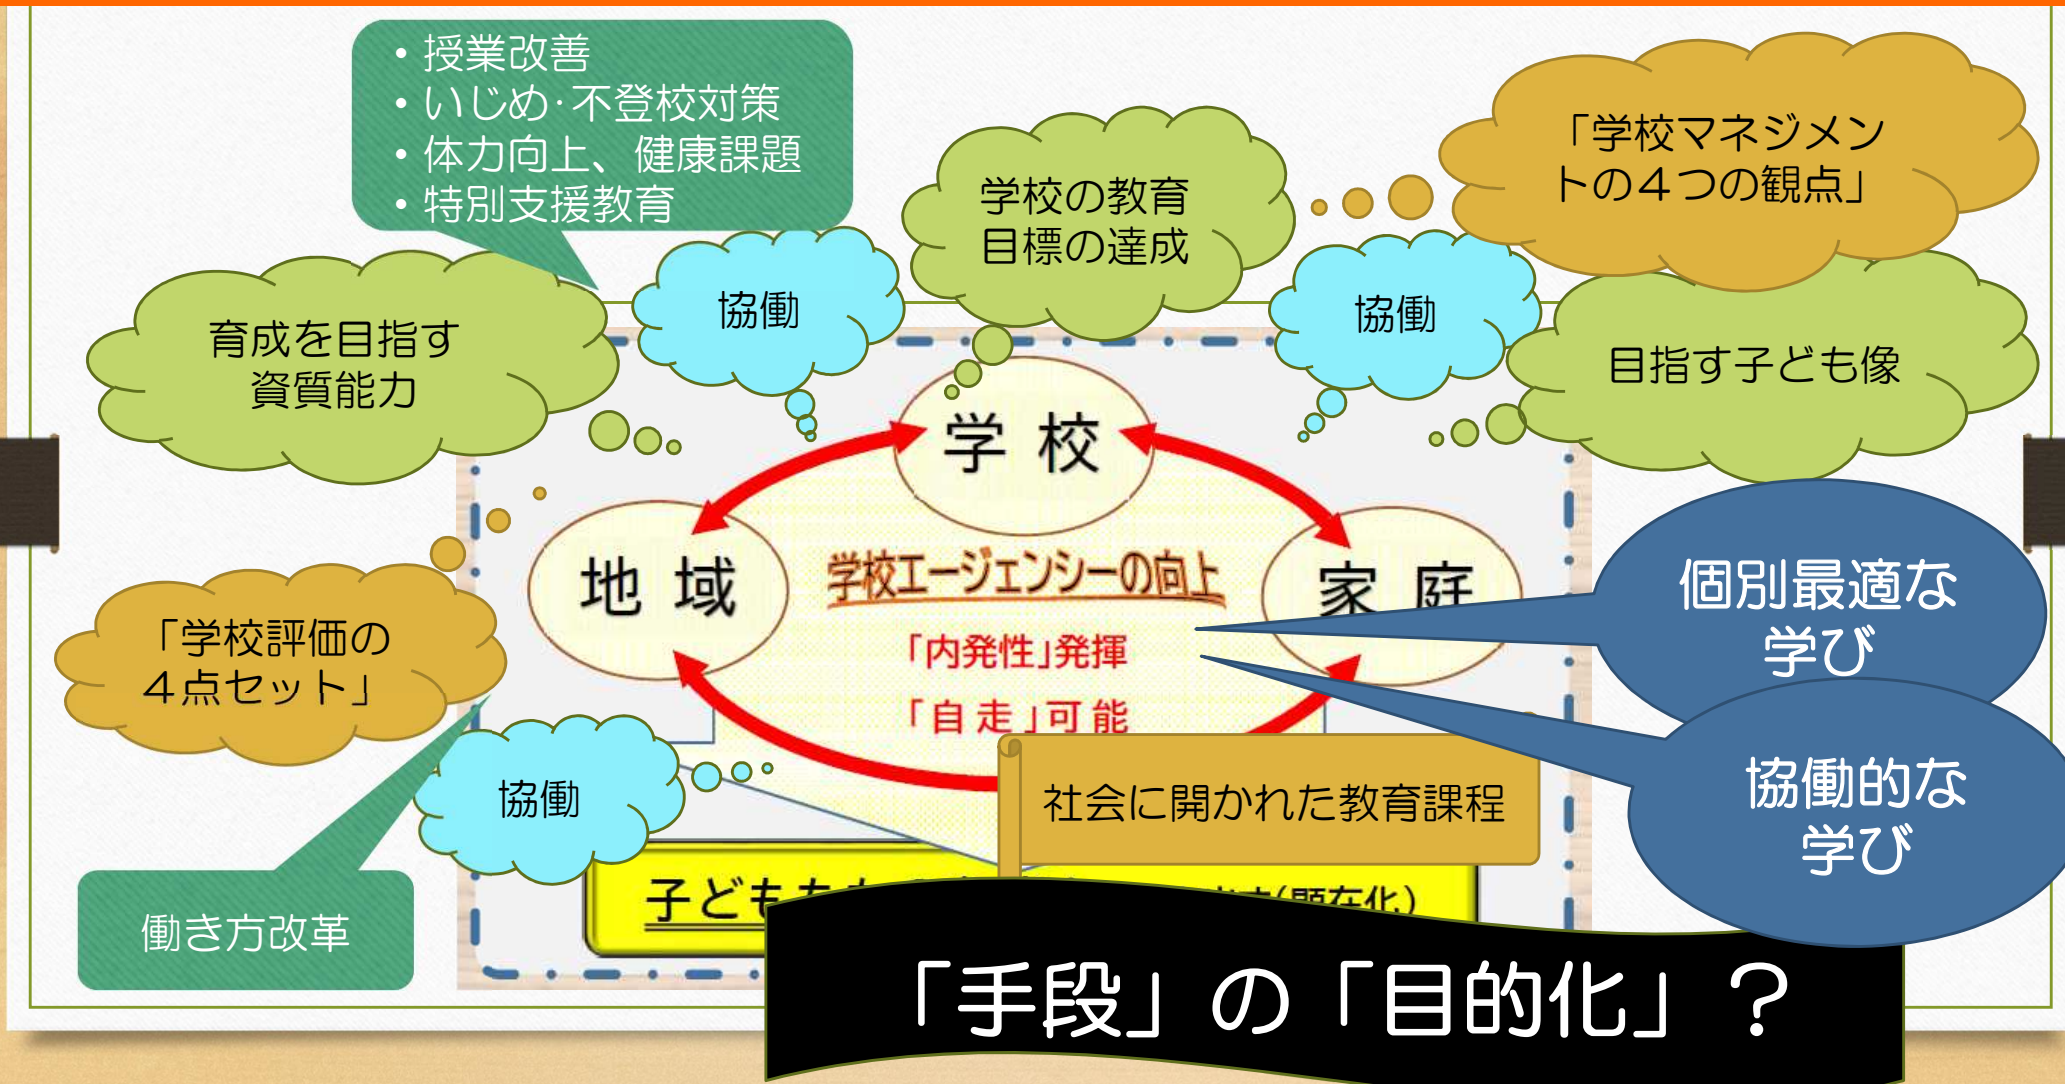 ・授業改善
・いじめ・不登校対策
・体力向上、健康課題
・特別支援教育
「学校マネジメン
トの４つの観点」
学校の教育
目標の達成
協働
協働
育成を目指す
資質能力
目指す子ども像
学校
地域
家庭
学校エージェンシーの向上
「内発性」発揮
「自走」可能
個別最適な
学び
「学校評価の
４点セット」
協働
社会に開かれた教育課程
協働的な
学び
子ども
(顕在化)
働き方改革
「手段」の「目的化」？